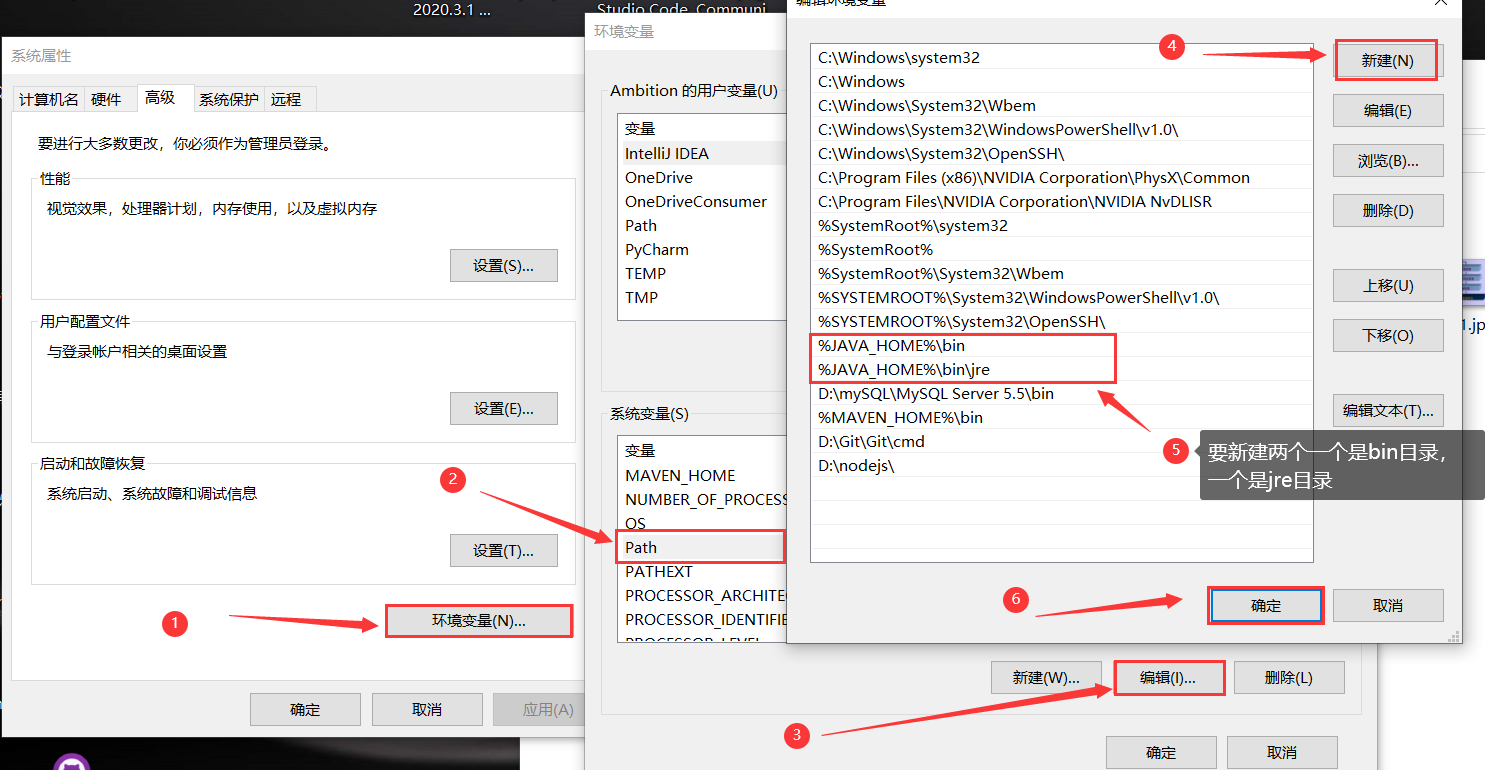 2020.3.1 ...
Studio Code Communi
系统属性
计算机名
硬件
高级
系统保护
远程
要进行大多数更改，你必须作为管理员登录。
性能
视觉效果，处理器计划，内存使用，以及虚拟内存
设置(S)...
用户配置文件
与登录帐户相关的桌面设置
设置(E)...
启动和故障恢复
系统启动、系统故障和调试信息
设置(T)...
1
环境变量(N)...
确定
取消
应用(A)
环境变量
Ambition 的用户变量(U)
变量
IntelliJ IDEA
OneDrive
OneDriveConsumer
Path
PyCharm
TEMP
TMP
系统变量(S)
变量
2
MAVEN_HOME
NUMBER_OF_PROCESS
OS
Path
PATHEXT
PROCESSOR_ARCHITEC
PROCESSOR_IDENTIFIE
PROCESSOR_LEVEL
新建(W)...
编辑(I)...
删除(L)
3
确定
取消
编辑环境变量
C:\Windows\system32
C:\Windows
C:\Windows\System32\Wbem
C:\Windows\System32\WindowsPowerShell\v1.0\
C:\Windows\System32\OpenSSH\
C:\Program Files (x86)\NVIDIA Corporation\PhysX\Common
C:\Program Files\NVIDIA Corporation\NVIDIA NvDLISR
%SystemRoot%\system32
%SystemRoot%
%SystemRoot%\System32\Wbem
%SYSTEMROOT%\System32\WindowsPowerShell\v1.0\
%SYSTEMROOT%\System32\OpenSSH\
%JAVA_HOME%\bin
%JAVA_HOME%\bin\jre
D:\mySQL\MySQL Server 5.5\bin
%MAVEN_HOME%\bin
D:\Git\Git\cmd
D:\nodejs\
4
新建(N)
编辑(E)
浏览(B)...
删除(D)
上移(U)
下移(O)
编辑文本(T)...
5
要新建两个一个是bin目录，
一个是jre目录
6
确定
取消
1.jp